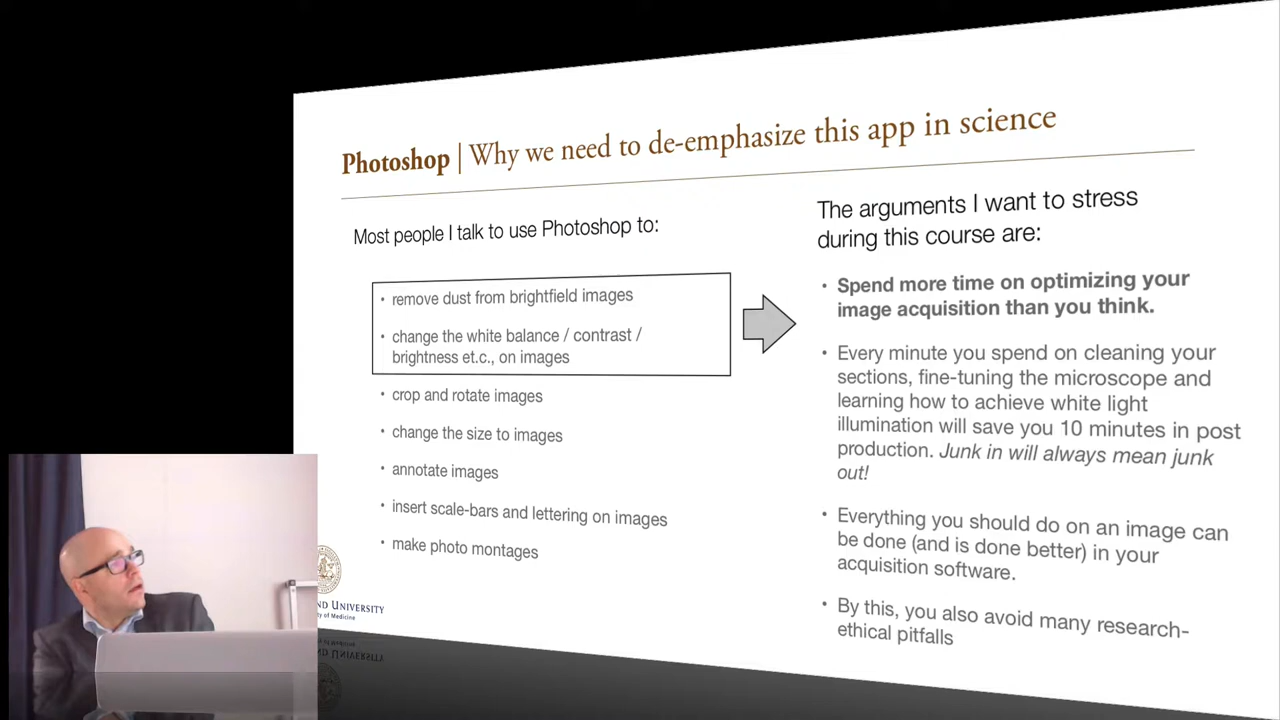 Photoshop | Why we need to de-emphasize this app in science
Most people I talk to use Photoshop to:
• remove dust from brightfield images
• change the white balance / contrast /
brightness et.c., on images
• crop and rotate images
• change the size to images
• annotate images
• insert scale-bars and lettering on images
• make photo montages
The arguments I want to stress
during this course are:
• Spend more time on optimizing your
image acquisition than you think.
• Every minute you spend on cleaning your
sections, fine-tuning the microscope and
learning how to achieve white light
illumination will save you 10 minutes in post
production. Junk in will always mean junk
out!
• Everything you should do on an image can
be done (and is done better) in your
acquisition software.
• By this, you also avoid many research-
ethical pitfalls
ND UNIVERSITY
ty of Medicine